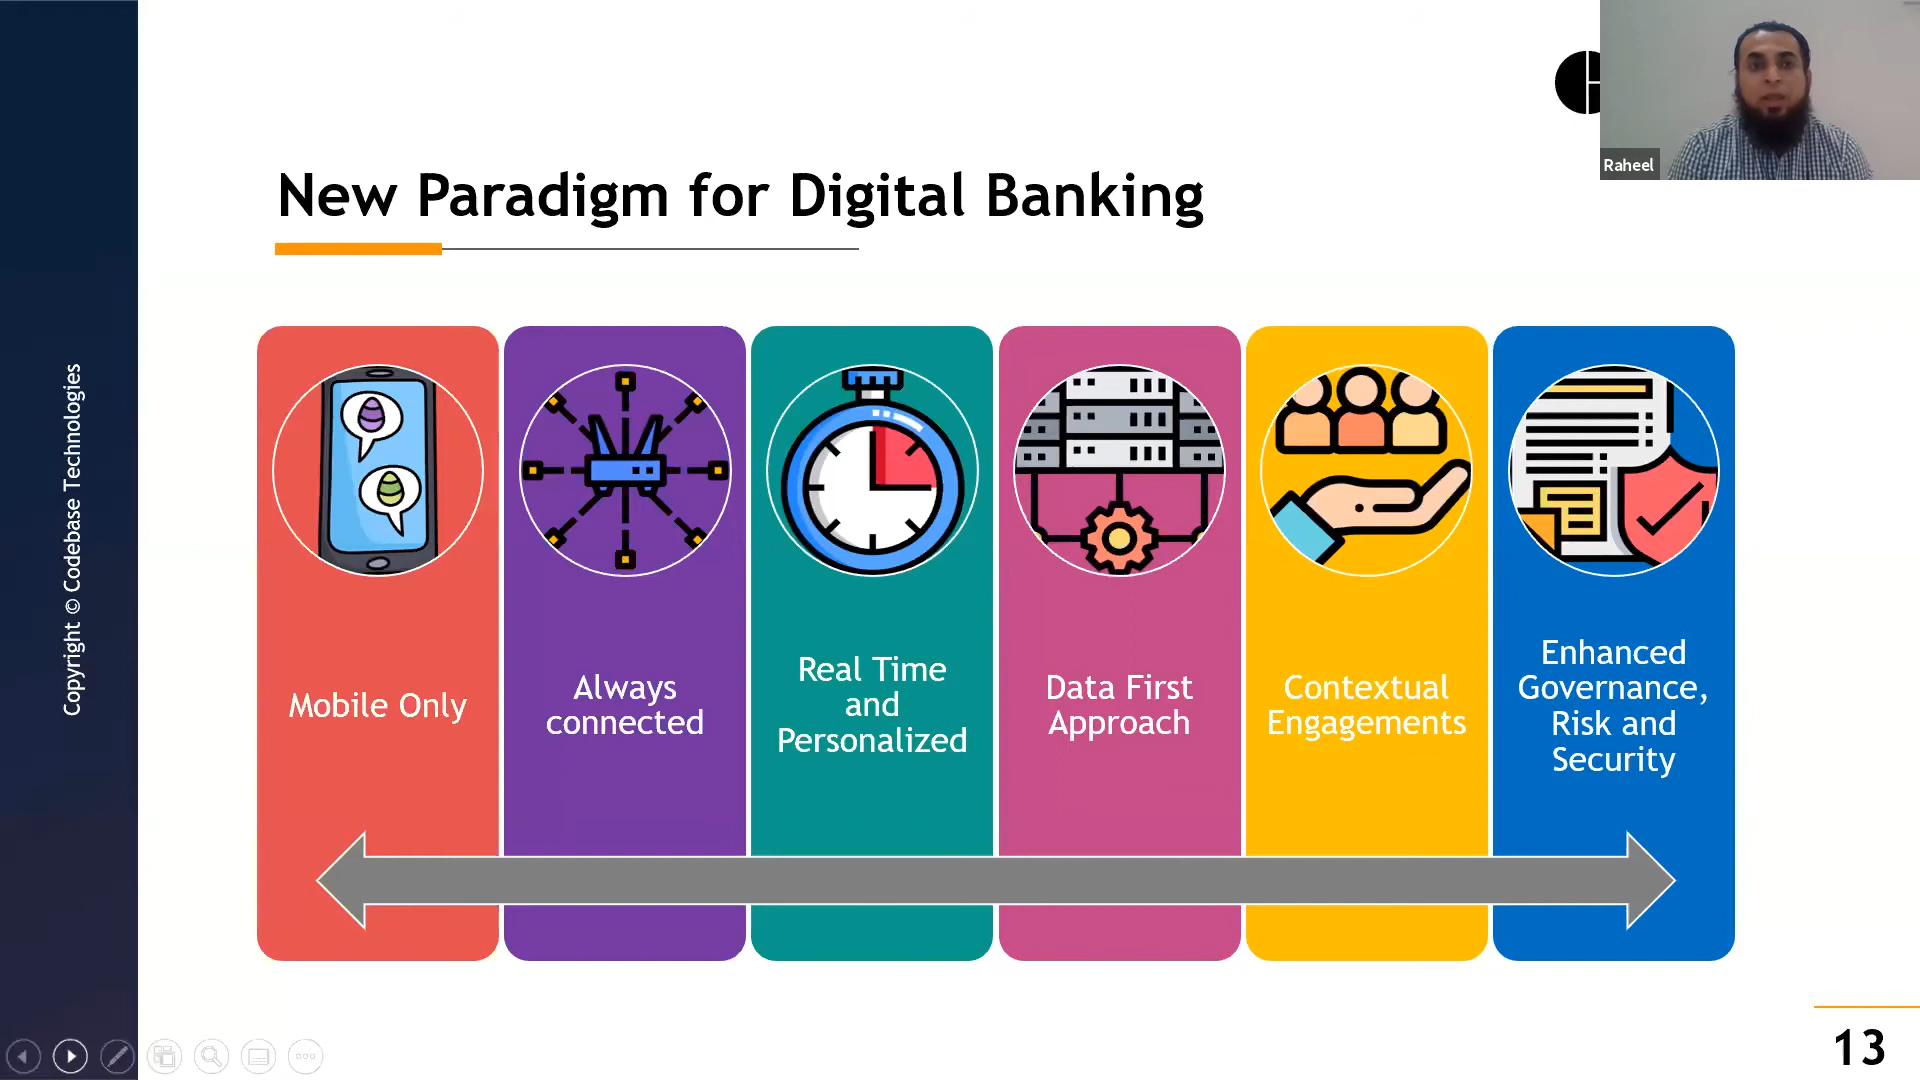 Raheel
New Paradigm for Digital Banking
Copyright © Codebase Technologies
Mobile Only
Always
connected
Real Time
and
Personalized
Data First
Approach
Contextual
Engagements
Enhanced
Governance,
Risk and
Security
13